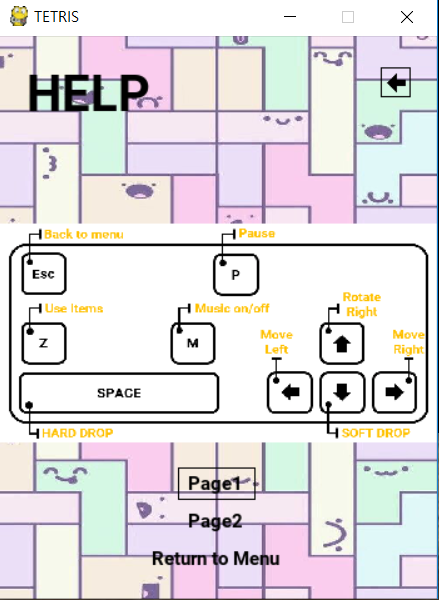 TETRIS
HELP
Back to menu
Pause
Esc
P
Use Items
Music on/off
Rotate
Right
Z
M
Move
Left
Move
Right
SPACE
HARD DROP
SOFT DROP
Page1
Page2
Return to Menu